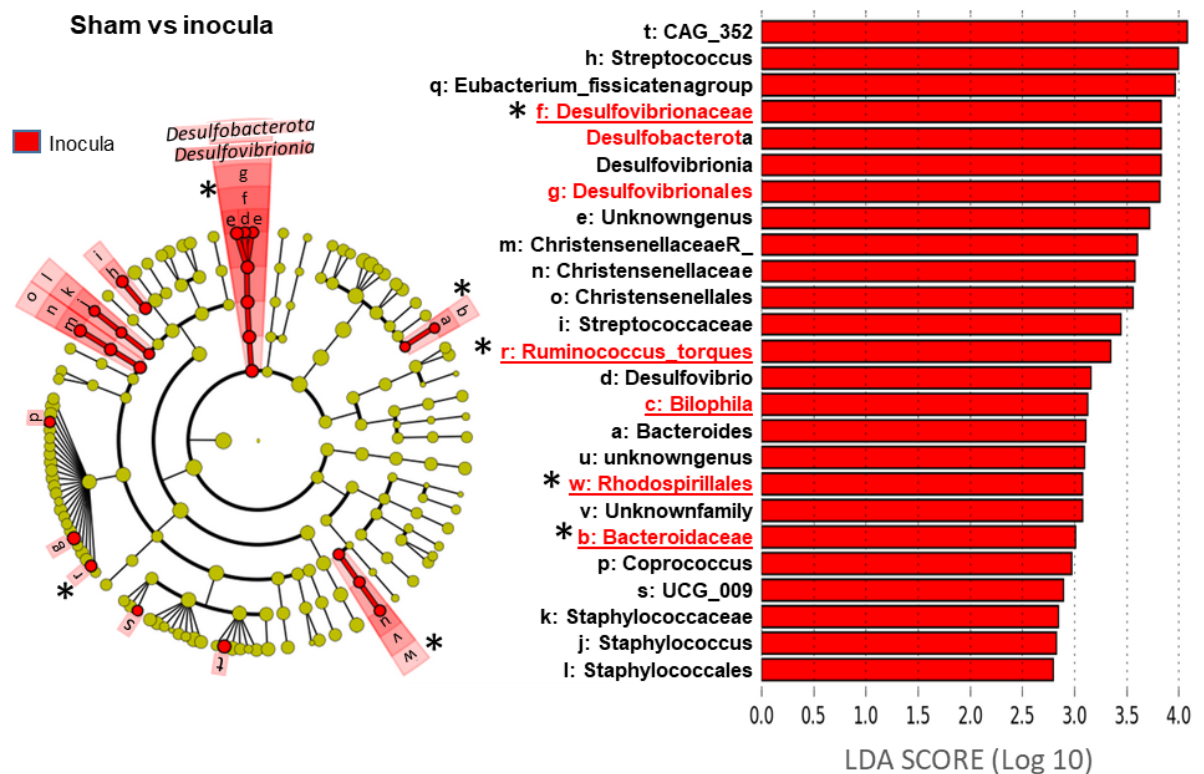 Sham vs inocula
Inocula
Desulfobacterota
Desulfovibrionia
*
g
f
e d e
i
h
l
k
j
o
n
m
*
b
a
d
g
r
*
s
t
u
v
w
*
t: CAG_352
h: Streptococcus
q: Eubacterium_fissicatenagroup
* f: Desulfovibrionaceae
Desulfobacterota
Desulfovibrionia
g: Desulfovibrionales
e: Unknowngenus
m: ChristensenellaceaeR_
n: Christensenellaceae
o: Christensenellales
i: Streptococcaceae
* r: Ruminococcus_torques
d: Desulfovibrio
c: Bilophila
a: Bacteroides
u: unknowngenus
* w: Rhodospirillales
v: Unknownfamily
* b: Bacteroidaceae
p: Coprococcus
s: UCG_009
k: Staphylococcaceae
j: Staphylococcus
l: Staphylococcales
0.0 0.5 1.0 1.5 2.0 2.5 3.0 3.5 4.0
LDA SCORE (Log 10)